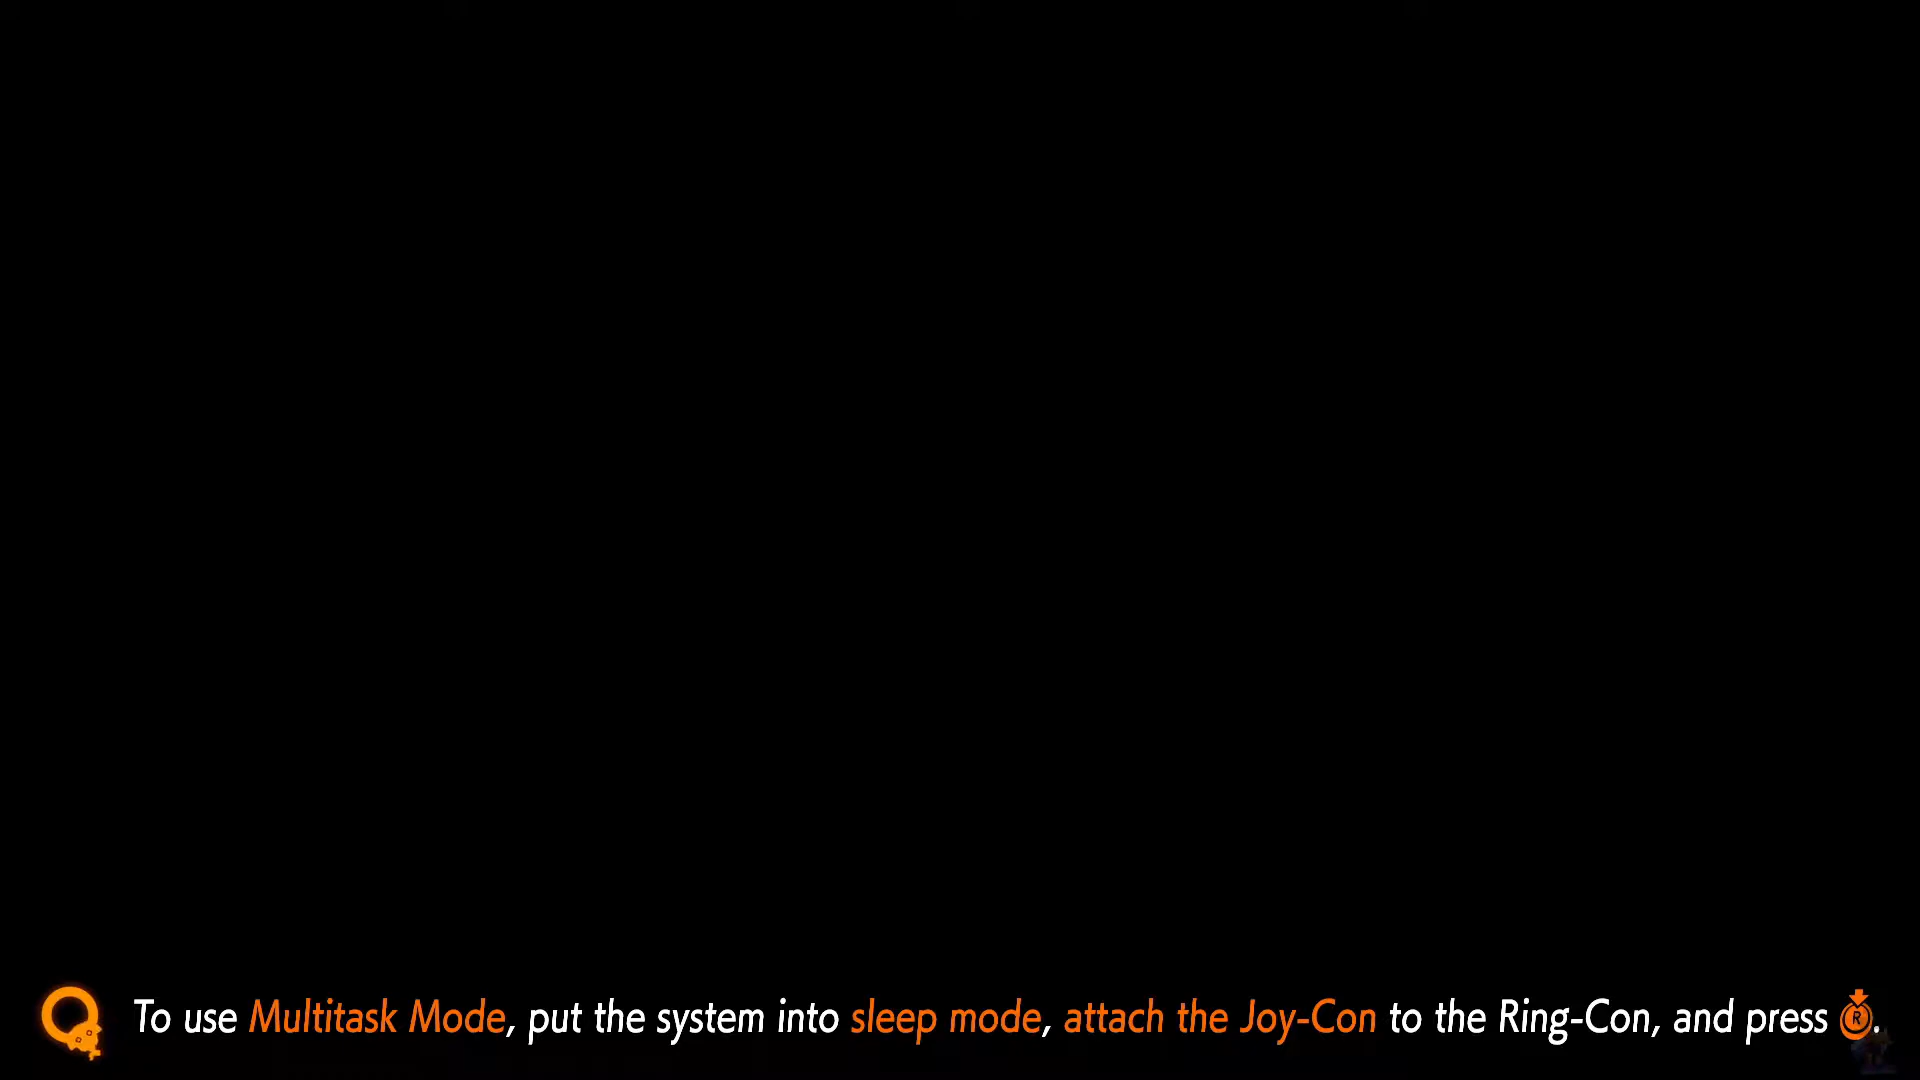 To use Multitask Mode, put the system into sleep mode, attach the Joy-Con to the Ring-Con, and press R.